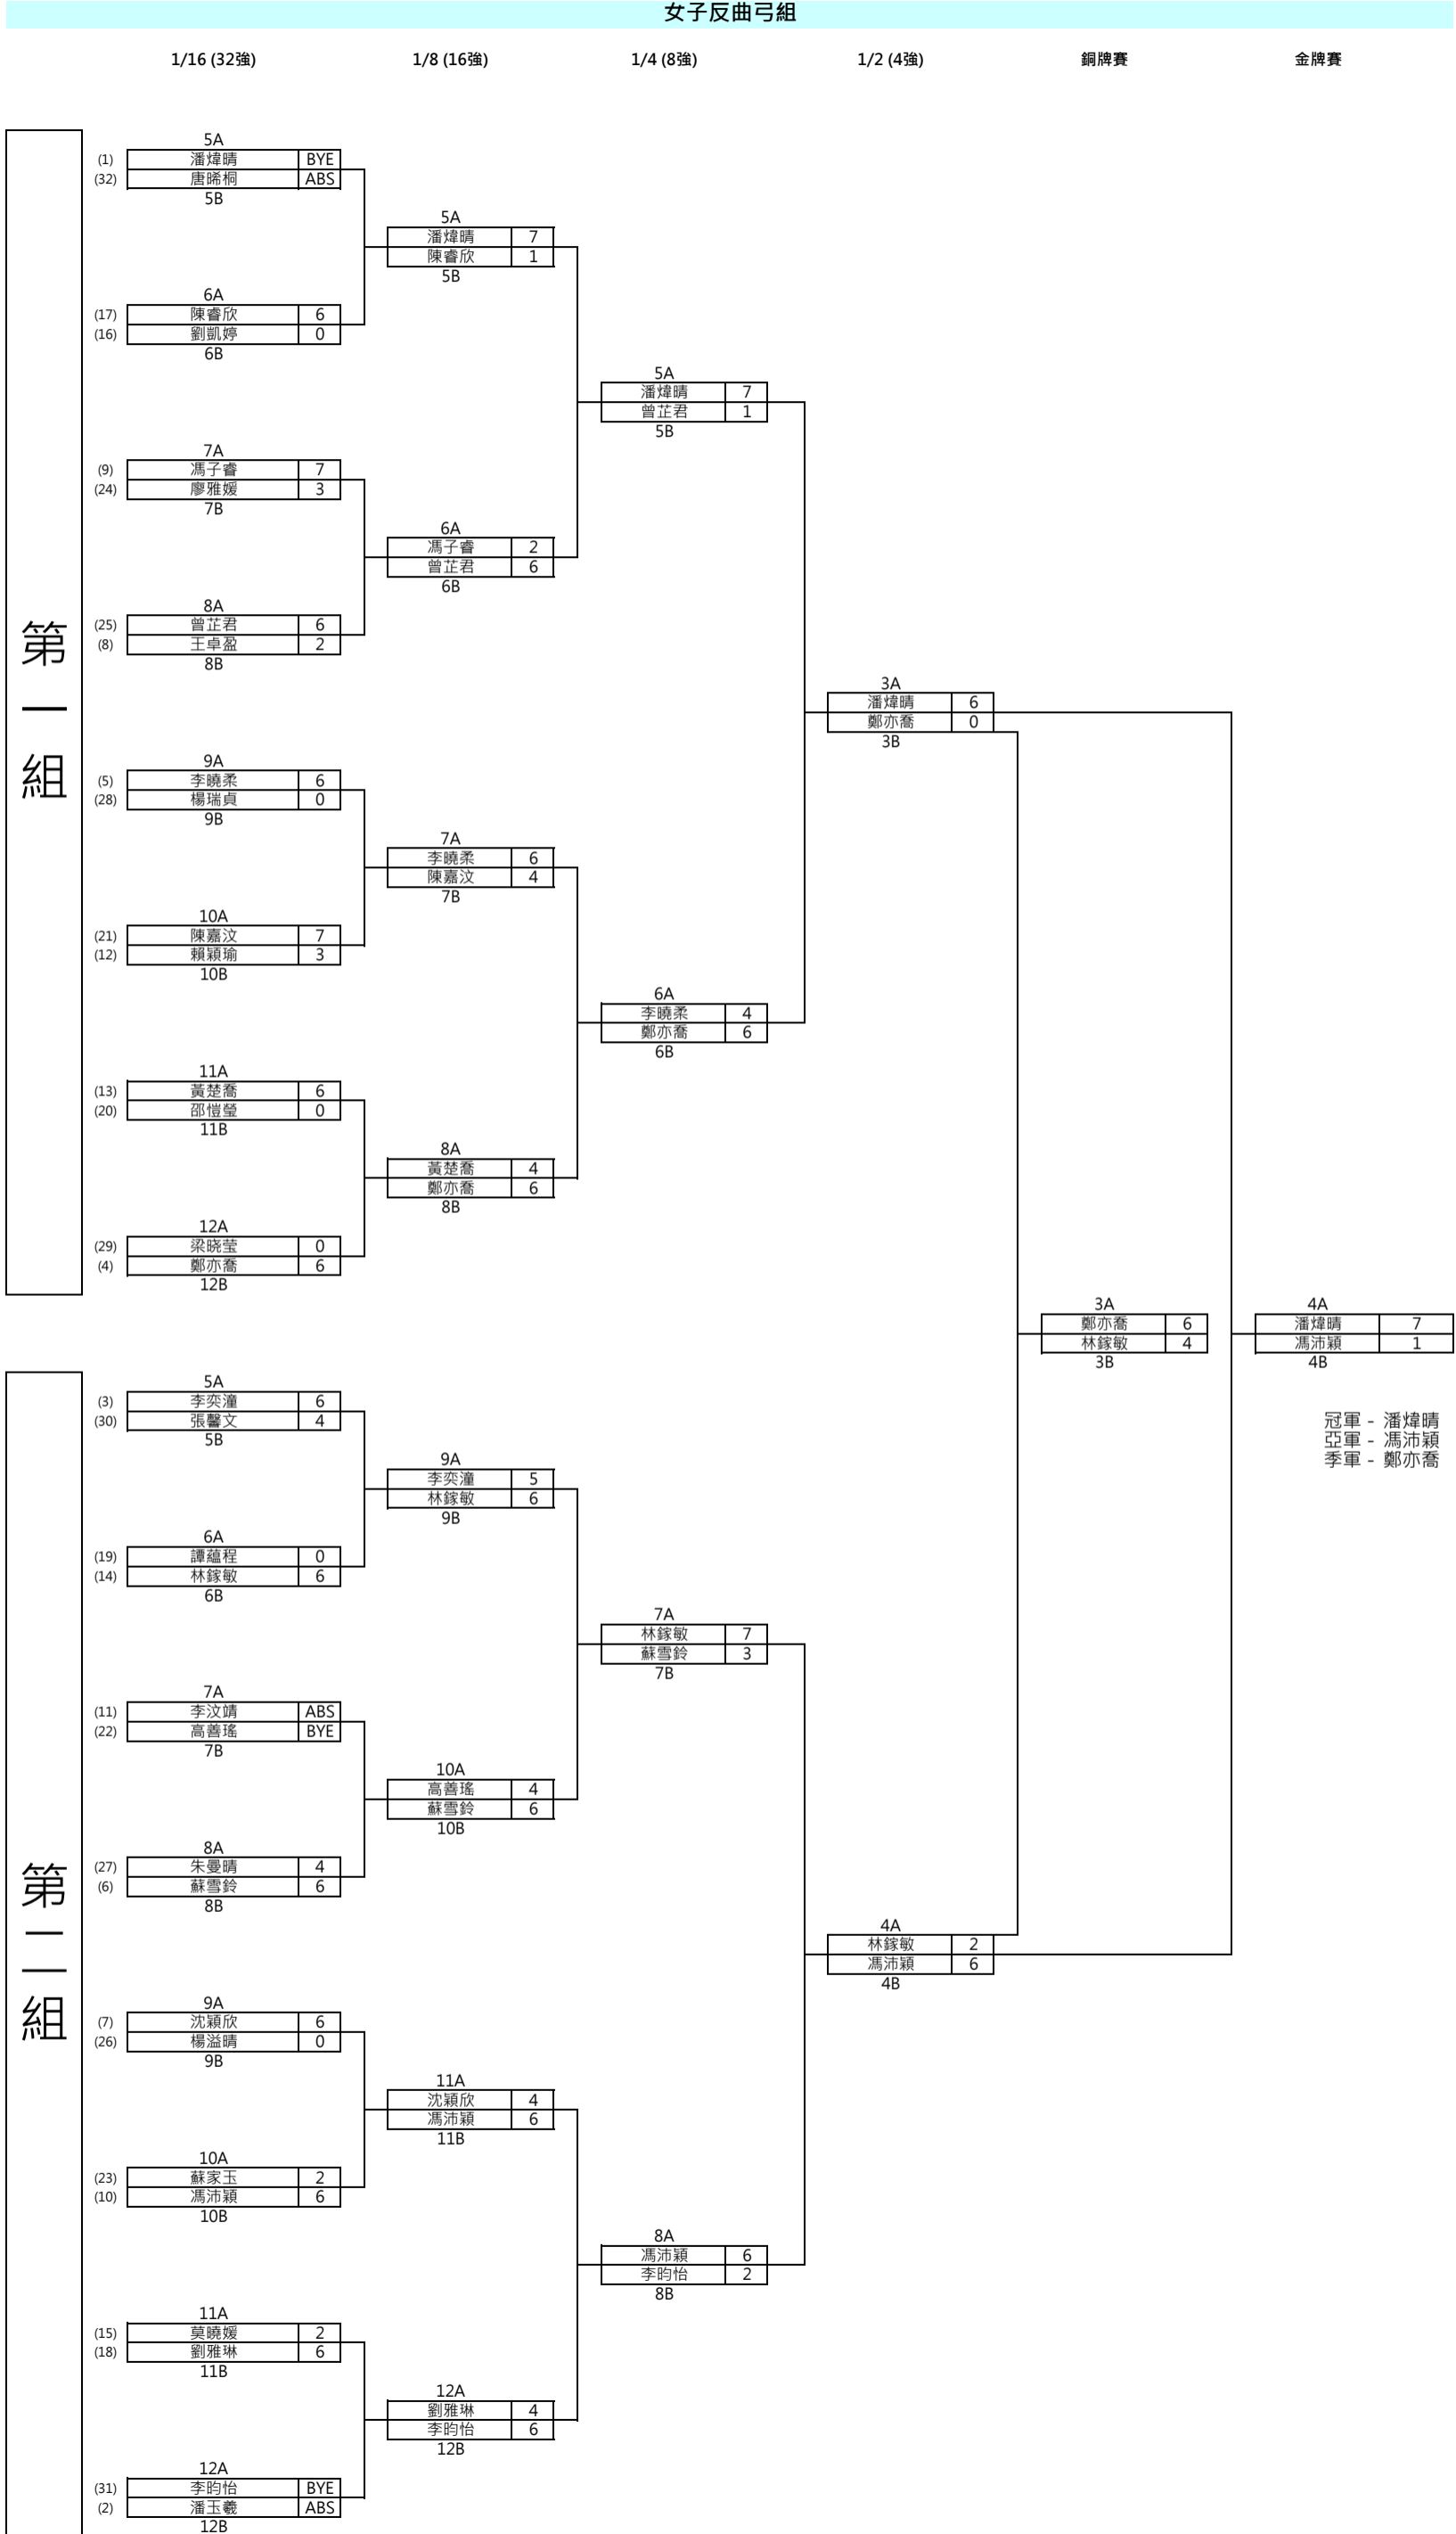 女子反曲弓組
1/16 (32強) 1/8 (16強) 1/4 (8強) 1/2 (4強) 銅牌賽 金牌賽
第一組
5A
(1) 潘煒晴 BYE
(32) 唐晞桐 ABS
5B
5A
潘煒晴 7
陳睿欣 1
5B
6A
(17) 陳睿欣 6
(16) 劉凱婷 0
6B
5A
潘煒晴 7
曾芷君 1
5B
7A
(9) 馮子睿 7
(24) 廖雅媛 3
7B
6A
馮子睿 2
曾芷君 6
6B
8A
(25) 曾芷君 6
(8) 王卓盈 2
8B
3A
潘煒晴 6
鄭亦喬 0
3B
9A
(5) 李曉柔 6
(28) 楊瑞貞 0
9B
7A
李曉柔 6
陳嘉汶 4
7B
10A
(21) 陳嘉汶 7
(12) 賴穎瑜 3
10B
6A
李曉柔 4
鄭亦喬 6
6B
11A
(13) 黃楚喬 6
(20) 邵愷瑩 0
11B
8A
黃楚喬 4
鄭亦喬 6
8B
12A
(29) 梁晓莹 0
(4) 鄭亦喬 6
12B
3A
鄭亦喬 6
林鎵敏 4
3B
4A
潘煒晴 7
馮沛穎 1
4B
冠軍 - 潘煒晴
亞軍 - 馮沛穎
季軍 - 鄭亦喬
第二組
5A
(3) 李奕潼 6
(30) 張馨文 4
5B
9A
李奕潼 5
林鎵敏 6
9B
6A
(19) 譚蘊程 0
(14) 林鎵敏 6
6B
7A
林鎵敏 7
蘇雪鈴 3
7B
7A
(11) 李汶靖 ABS
(22) 高善瑤 BYE
7B
10A
高善瑤 4
蘇雪鈴 6
10B
8A
(27) 朱曼晴 4
(6) 蘇雪鈴 6
8B
4A
林鎵敏 2
馮沛穎 6
4B
9A
(7) 沈穎欣 6
(26) 楊溢晴 0
9B
11A
沈穎欣 4
馮沛穎 6
11B
10A
(23) 蘇家玉 2
(10) 馮沛穎 6
10B
8A
馮沛穎 6
李昀怡 2
8B
11A
(15) 莫曉媛 2
(18) 劉雅琳 6
11B
12A
劉雅琳 4
李昀怡 6
12B
12A
(31) 李昀怡 BYE
(2) 潘玉羲 ABS
12B